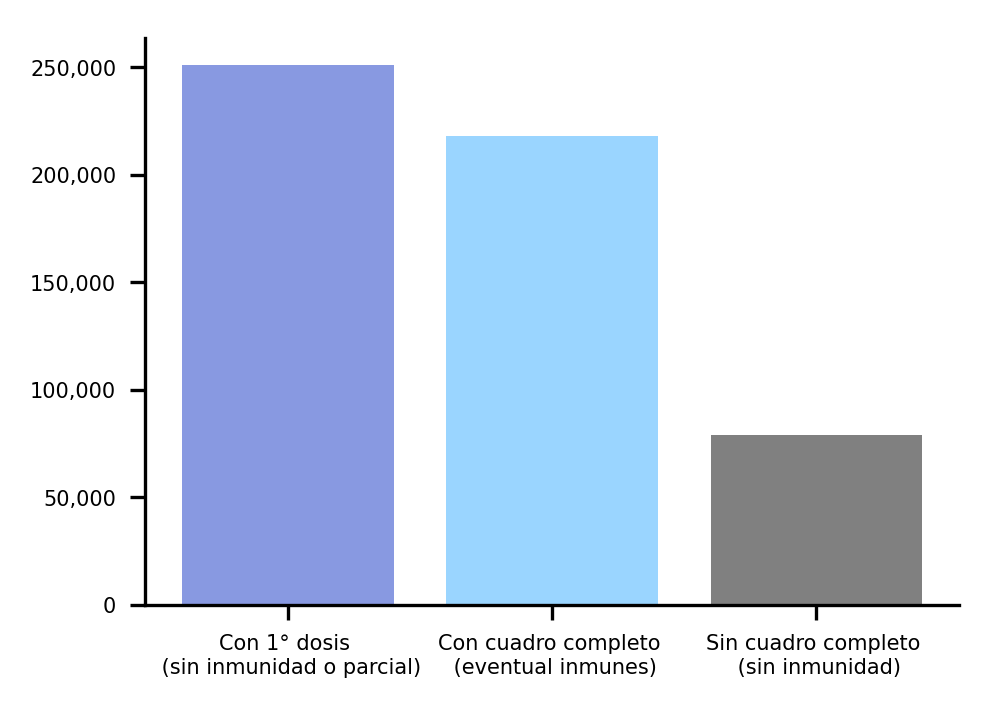 250,000
200,000
150,000
100,000
50,000
0
Con 1° dosis
(sin inmunidad o parcial)
Con cuadro completo
(eventual inmunes)
Sin cuadro completo
(sin inmunidad)